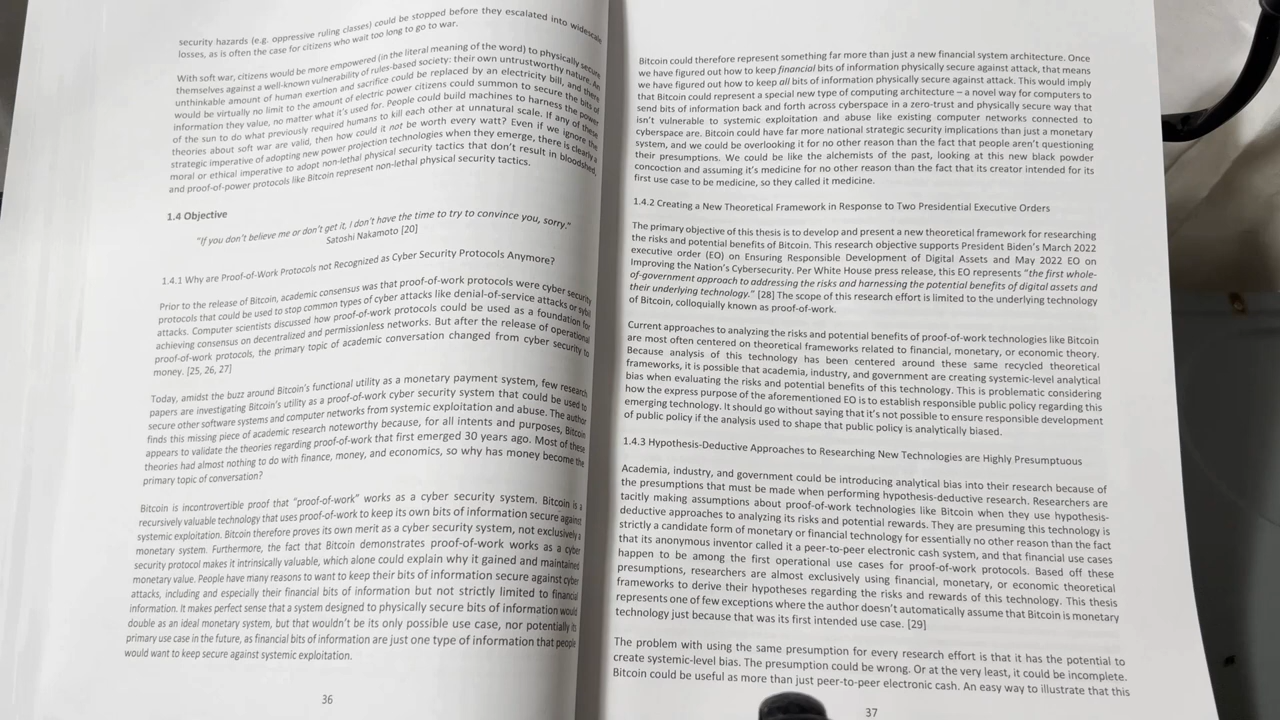 security hazards (e.g. oppressive ruling classes) could be stopped before they escalated into widescale
losses, as is often the case for citizens who wait too long to go to war.
With soft war, citizens would be more empowered (in the literal meaning of the word) to physically secure
themselves against a well-known vulnerability of rules-based society: their own untrustworthy nature. An
unthinkable amount of human exertion and sacrifice could be replaced by an electricity bill, and there
would be virtually no limit to the amount of electric power citizens could summon to secure the bits of
information they value, no matter what it's used for. People could build machines to harness the power
of the sun to do what previously required humans to kill each other at unnatural scale. If any of these
theories about soft war are valid, then how could it not be worth every watt? Even if we ignore the
strategic imperative of adopting new power projection technologies when they emerge, there is clearly a
moral or ethical imperative to adopt non-lethal physical security tactics that don't result in bloodshed,
and proof-of-power protocols like Bitcoin represent non-lethal physical security tactics.
1.4 Objective
"If you don't believe me or don't get it, I don't have the time to try to convince you, sorry."
Satoshi Nakamoto [20]
1.4.1 Why are Proof-of-Work Protocols not Recognized as Cyber Security Protocols Anymore?
Prior to the release of Bitcoin, academic consensus was that proof-of-work protocols were cyber security
protocols that could be used to stop common types of cyber attacks like denial-of-service attacks or sybil
attacks. Computer scientists discussed how proof-of-work protocols could be used as a foundation for
achieving consensus on decentralized and permissionless networks. But after the release of operational
proof-of-work protocols, the primary topic of academic conversation changed from cyber security to
money. [25, 26, 27]
Today, amidst the buzz around Bitcoin's functional utility as a monetary payment system, few research
papers are investigating Bitcoin's utility as a proof-of-work cyber security system that could be used to
secure other software systems and computer networks from systemic exploitation and abuse. The author
finds this missing piece of academic research noteworthy because, for all intents and purposes, Bitcoin
appears to validate the theories regarding proof-of-work that first emerged 30 years ago. Most of these
theories had almost nothing to do with finance, money, and economics, so why has money become the
primary topic of conversation?
Bitcoin is incontrovertible proof that "proof-of-work" works as a cyber security system. Bitcoin is a
recursively valuable technology that uses proof-of-work to keep its own bits of information secure against
systemic exploitation. Bitcoin therefore proves its own merit as a cyber security system, not exclusively a
monetary system. Furthermore, the fact that Bitcoin demonstrates proof-of-work works as a cyber
security protocol makes it intrinsically valuable, which alone could explain why it gained and maintained
monetary value. People have many reasons to want to keep their bits of information secure against cyber
attacks, including and especially their financial bits of information but not strictly limited to financial
information. It makes perfect sense that a system designed to physically secure bits of information would
double as an ideal monetary system, but that wouldn't be its only possible use case, nor potentially its
primary use case in the future, as financial bits of information are just one type of information that people
would want to keep secure against systemic exploitation.
36
Bitcoin could therefore represent something far more than just a new financial system architecture. Once
we have figured out how to keep financial bits of information physically secure against attack, that means
we have figured out how to keep all bits of information physically secure against attack. This would imply
that Bitcoin could represent a special new type of computing architecture – a novel way for computers to
send bits of information back and forth across cyberspace in a zero-trust and physically secure way that
isn't vulnerable to systemic exploitation and abuse like existing computer networks connected to
cyberspace are. Bitcoin could have far more national strategic security implications than just a monetary
system, and we could be overlooking it for no other reason than the fact that people aren't questioning
their presumptions. We could be like the alchemists of the past, looking at this new black powder
concoction and assuming it's medicine for no other reason than the fact that its creator intended for its
first use case to be medicine, so they called it medicine.
1.4.2 Creating a New Theoretical Framework in Response to Two Presidential Executive Orders
The primary objective of this thesis is to develop and present a new theoretical framework for researching
the risks and potential benefits of Bitcoin. This research objective supports President Biden's March 2022
executive order (EO) on Ensuring Responsible Development of Digital Assets and May 2022 EO on
Improving the Nation's Cybersecurity. Per White House press release, this EO represents "the first whole-
of-government approach to addressing the risks and harnessing the potential benefits of digital assets and
their underlying technology." [28] The scope of this research effort is limited to the underlying technology
of Bitcoin, colloquially known as proof-of-work.
Current approaches to analyzing the risks and potential benefits of proof-of-work technologies like Bitcoin
are most often centered on theoretical frameworks related to financial, monetary, or economic theory.
Because analysis of this technology has been centered around these same recycled theoretical
frameworks, it is possible that academia, industry, and government are creating systemic-level analytical
bias when evaluating the risks and potential benefits of this technology. This is problematic considering
how the express purpose of the aforementioned EO is to establish responsible public policy regarding this
emerging technology. It should go without saying that it's not possible to ensure responsible development
of public policy if the analysis used to shape that public policy is analytically biased.
1.4.3 Hypothesis-Deductive Approaches to Researching New Technologies are Highly Presumptuous
Academia, industry, and government could be introducing analytical bias into their research because of
the presumptions that must be made when performing hypothesis-deductive research. Researchers are
tacitly making assumptions about proof-of-work technologies like Bitcoin when they use hypothesis-
deductive approaches to analyzing its risks and potential rewards. They are presuming this technology is
strictly a candidate form of monetary or financial technology for essentially no other reason than the fact
that its anonymous inventor called it a peer-to-peer electronic cash system, and that financial use cases
happen to be among the first operational use cases for proof-of-work protocols. Based off these
presumptions, researchers are almost exclusively using financial, monetary, or economic theoretical
frameworks to derive their hypotheses regarding the risks and rewards of this technology. This thesis
represents one of few exceptions where the author doesn't automatically assume that Bitcoin is monetary
technology just because that was its first intended use case. [29]
The problem with using the same presumption for every research effort is that it has the potential to
create systemic-level bias. The presumption could be wrong. Or at the very least, it could be incomplete.
Bitcoin could be useful as more than just peer-to-peer electronic cash. An easy way to illustrate that this
37